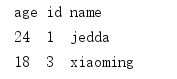 age id name
24 1 jedda
18 3 xiaoming